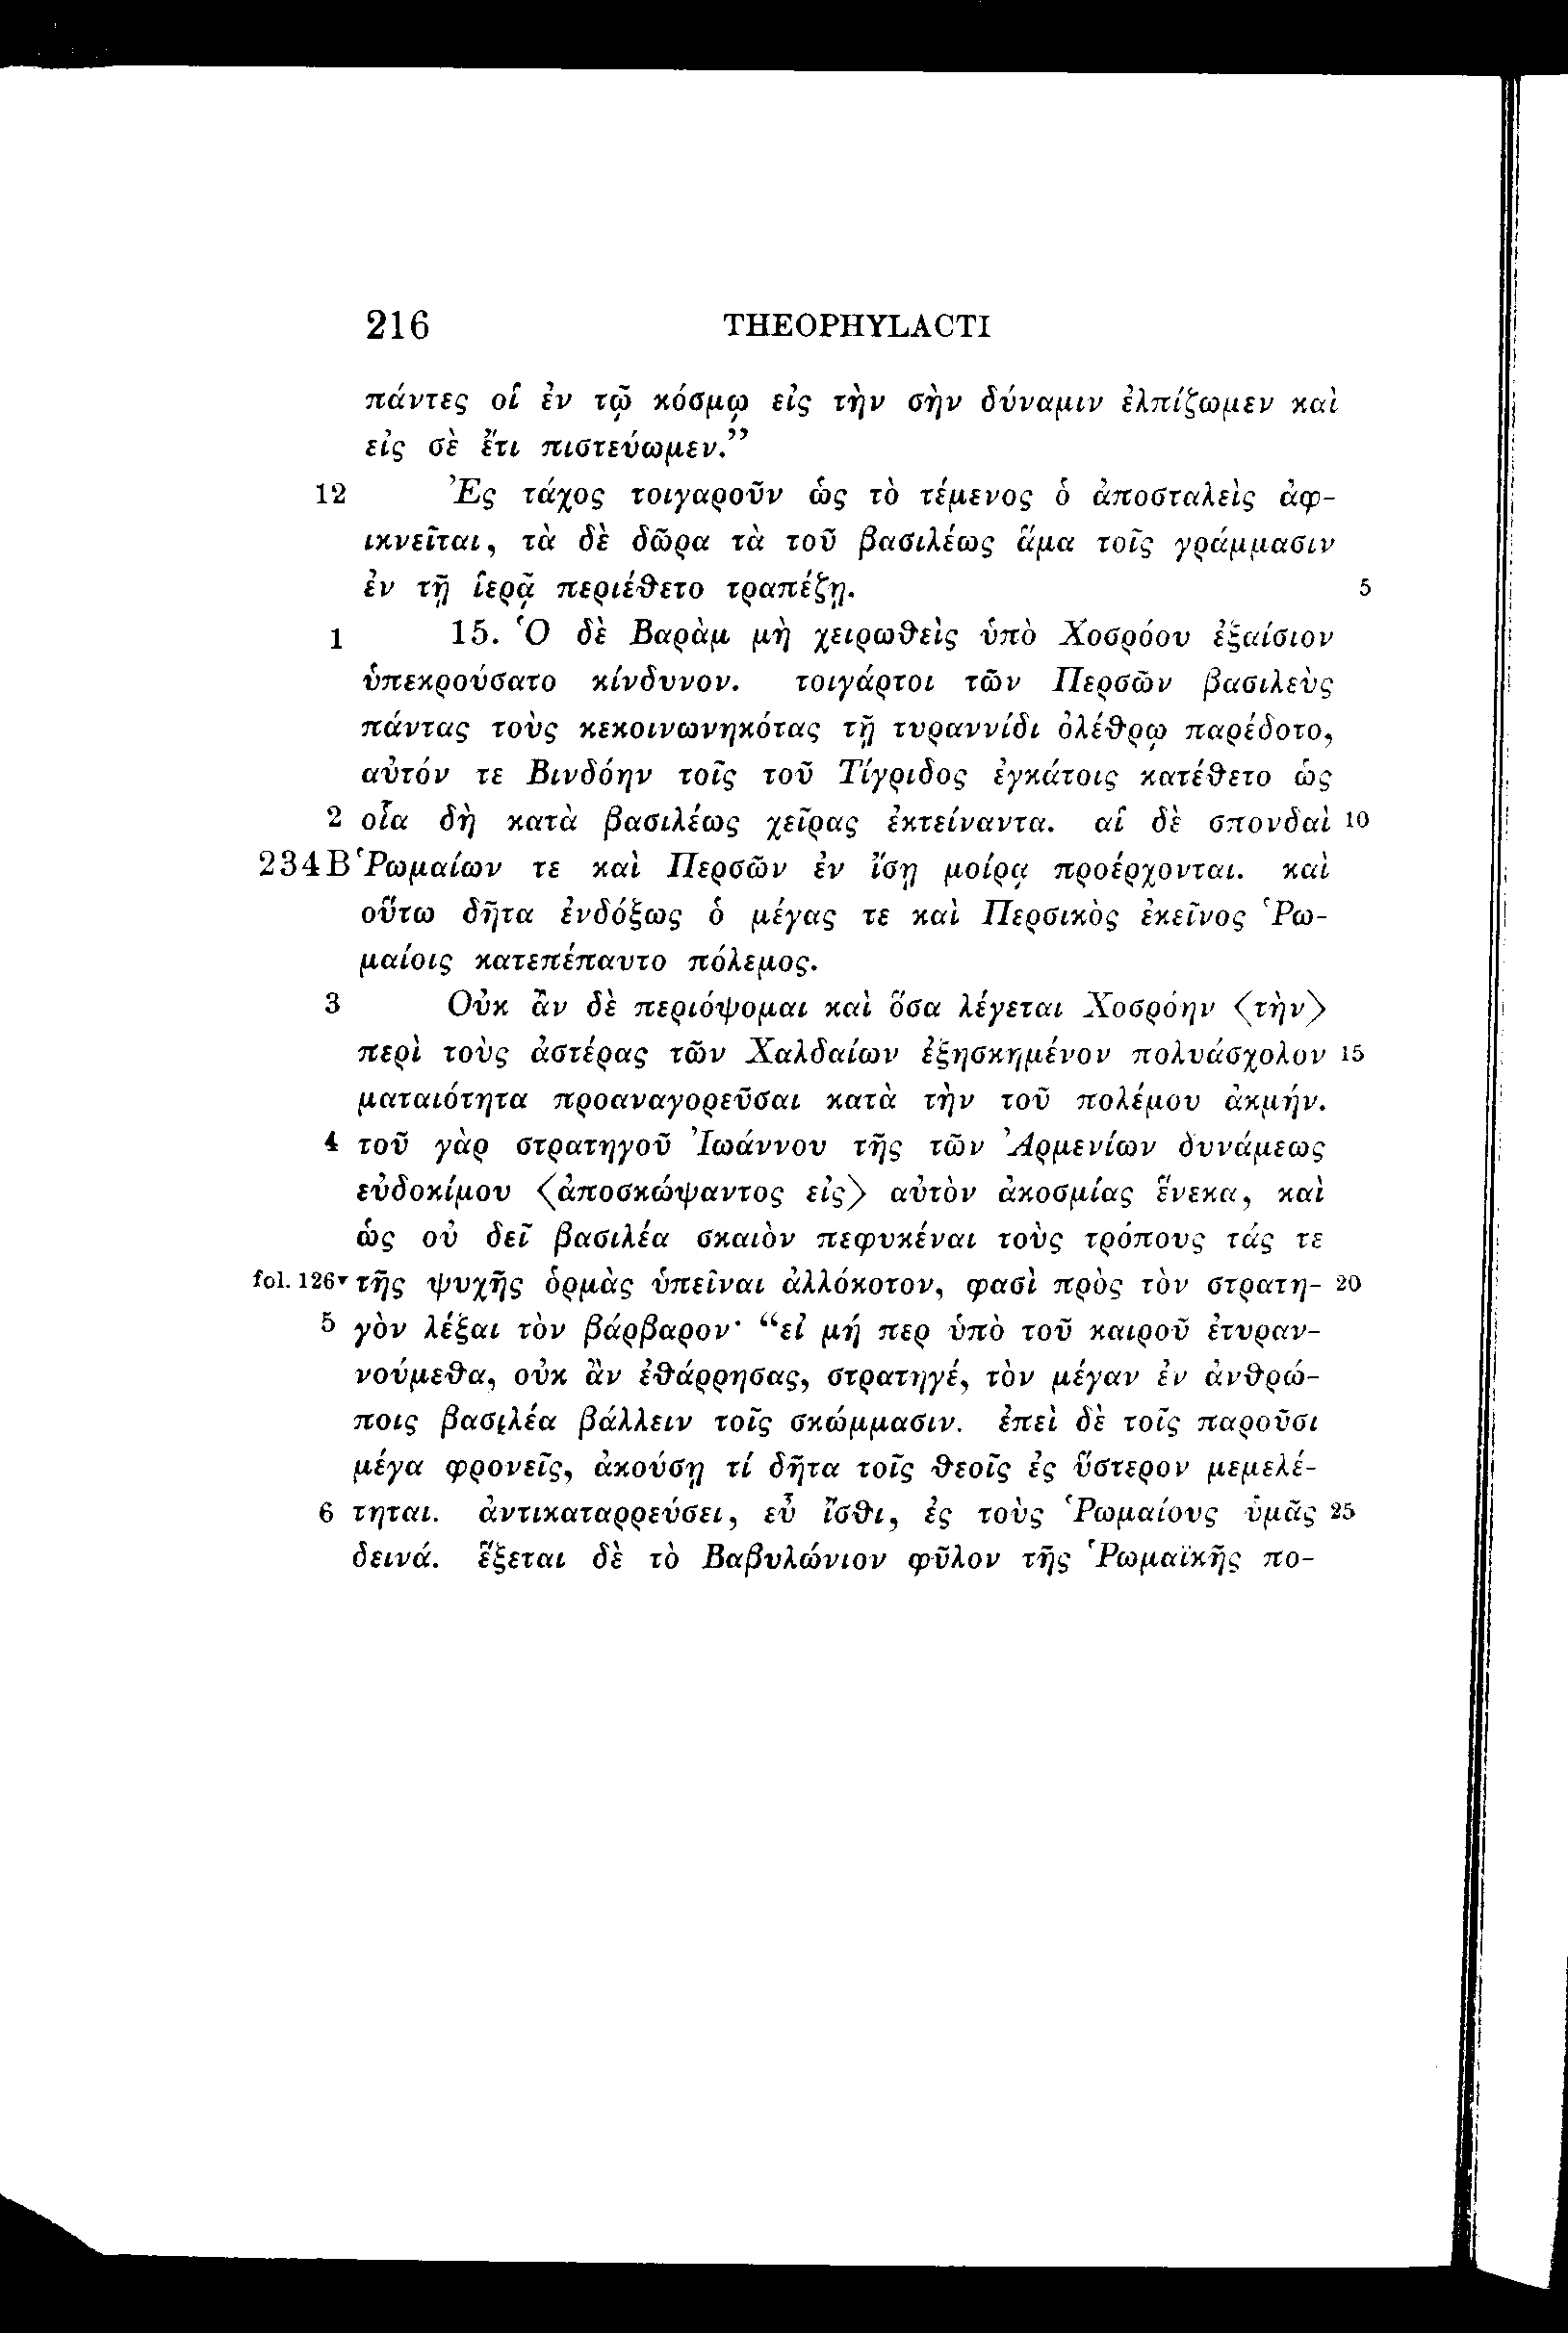 216 THEOPHYLACTI
πάντες οἱ ἐν τῷ κόσμῳ εἰς τὴν σὴν δύναμιν ἐλπίζωμεν καὶ
εἰς σὲ ἔτι πιστεύωμεν.”
12 Ἐς τάχος τοιγαροῦν ὡς τὸ τέμενος ὁ ἀποσταλεὶς ἀφ-
ικνεῖται, τὰ δὲ δῶρα τὰ τοῦ βασιλέως ἅμα τοῖς γράμμασιν
ἐν τῇ ἱερᾷ περιέθετο τραπέζῃ. 5
1 15. Ὁ δὲ Βαρὰμ μὴ χειρωθεὶς ὑπὸ Χοσρόου ἐξαίσιον
ὑπεκρούσατο κίνδυνον. τοιγάρτοι τῶν Περσῶν βασιλεὺς
πάντας τοὺς κεκοινωνηκότας τῇ τυραννίδι ὀλέθρῳ παρέδοτο,
αὐτόν τε Βινδόην τοῖς τοῦ Τίγριδος ἐγκάτοις κατέθετο ὡς
2 οἷα δὴ κατὰ βασιλέως χεῖρας ἐκτείναντα. αἱ δὲ σπονδαὶ 10
234B Ῥωμαίων τε καὶ Περσῶν ἐν ἴσῃ μοίρᾳ προέρχονται. καὶ
οὕτω δῆτα ἐνδόξως ὁ μέγας τε καὶ Περσικὸς ἐκεῖνος Ῥω-
μαίοις κατεπέπαυτο πόλεμος.
3 Οὐκ ἂν δὲ περιόψομαι καὶ ὅσα λέγεται Χοσρόην ⟨τὴν⟩
περὶ τοὺς ἀστέρας τῶν Χαλδαίων ἐξησκημένον πολυάσχολον 15
ματαιότητα προαναγορεῦσαι κατὰ τὴν τοῦ πολέμου ἀκμήν.
4 τοῦ γὰρ στρατηγοῦ Ἰωάννου τῆς τῶν Ἀρμενίων δυνάμεως
εὐδοκίμου ⟨ἀποσκώψαντος εἰς⟩ αὐτὸν ἀκοσμίας ἕνεκα, καὶ
ὡς οὐ δεῖ βασιλέα σκαιὸν πεφυκέναι τοὺς τρόπους τάς τε
fol. 126v τῆς ψυχῆς ὁρμὰς ὑπεῖναι ἀλλόκοτον, φασὶ πρὸς τὸν στρατη- 20
5 γὸν λέξαι τὸν βάρβαρον· “εἰ μή περ ὑπὸ τοῦ καιροῦ ἐτυραν-
νούμεθα, οὐκ ἂν ἐθάρρησας, στρατηγέ, τὸν μέγαν ἐν ἀνθρώ-
ποις βασιλέα βάλλειν τοῖς σκώμμασιν. ἐπεὶ δὲ τοῖς παροῦσι
μέγα φρονεῖς, ἀκούσῃ τί δῆτα τοῖς θεοῖς ἐς ὕστερον μεμελέ-
6 τηται. ἀντικαταρρεύσει, εὖ ἴσθι, ἐς τοὺς Ῥωμαίους ὑμᾶς 25
δεινά. ἕξεται δὲ τὸ Βαβυλώνιον φῦλον τῆς Ῥωμαϊκῆς πο-